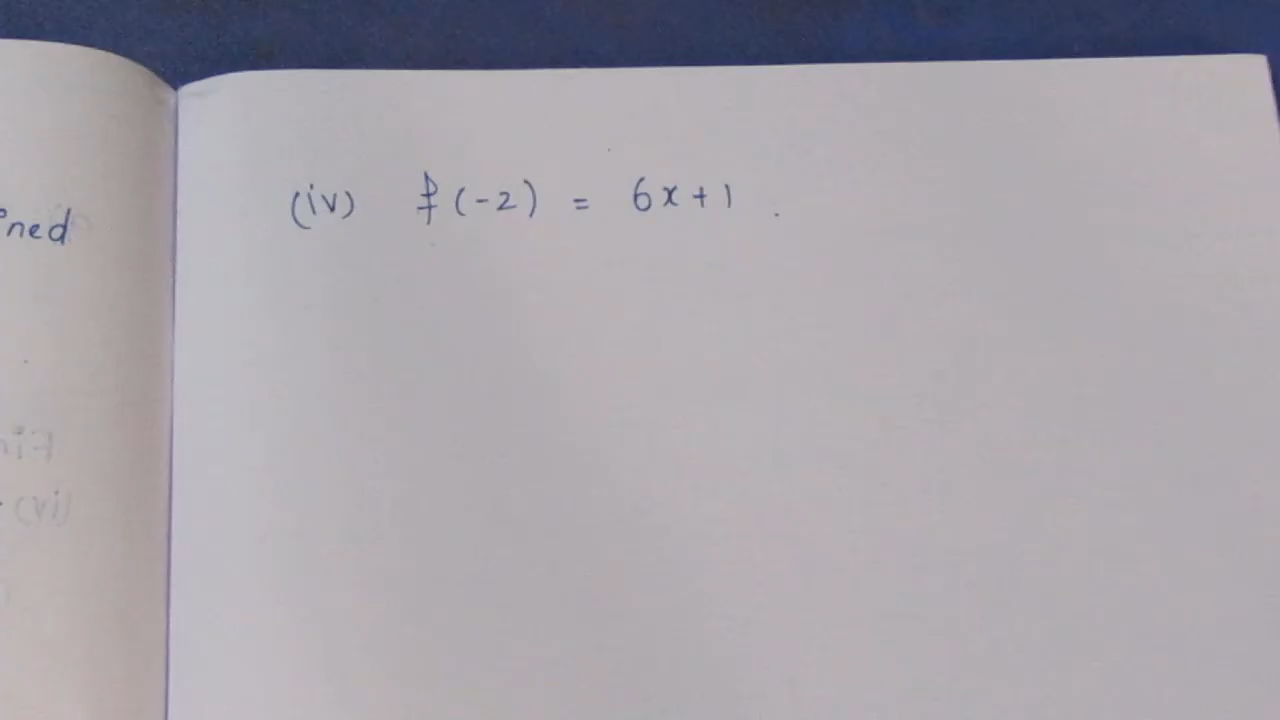 ned
(iv) f(-2) = 6x+1 .